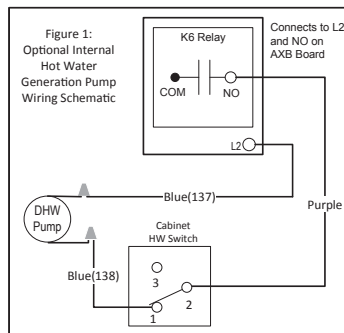 Figure 1:
Optional Internal
Hot Water
Generation Pump
Wiring Schematic
K6 Relay
COM
NO
L2
Connects to L2
and NO on
AXB Board
Blue(137)
Purple
DHW
Pump
Blue(138)
Cabinet
HW Switch
3
2
1